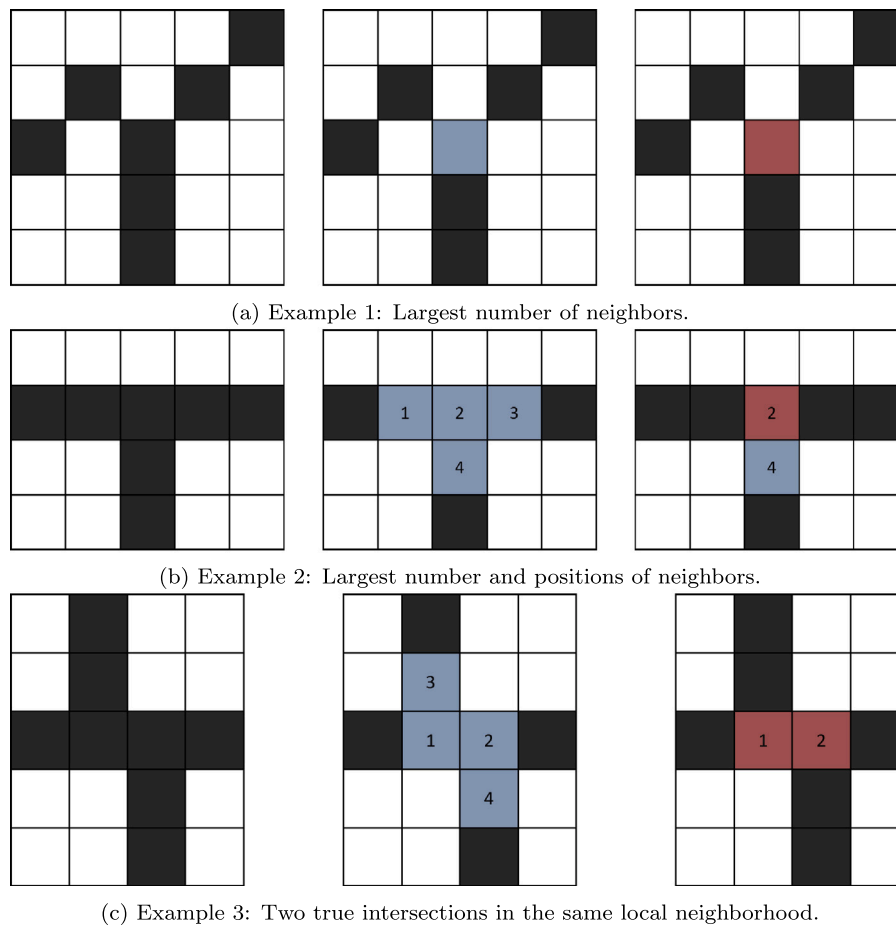 (a) Example 1: Largest number of neighbors.
1 2 3 2
4 4
(b) Example 2: Largest number and positions of neighbors.
3
1 2 1 2
4
(c) Example 3: Two true intersections in the same local neighborhood.